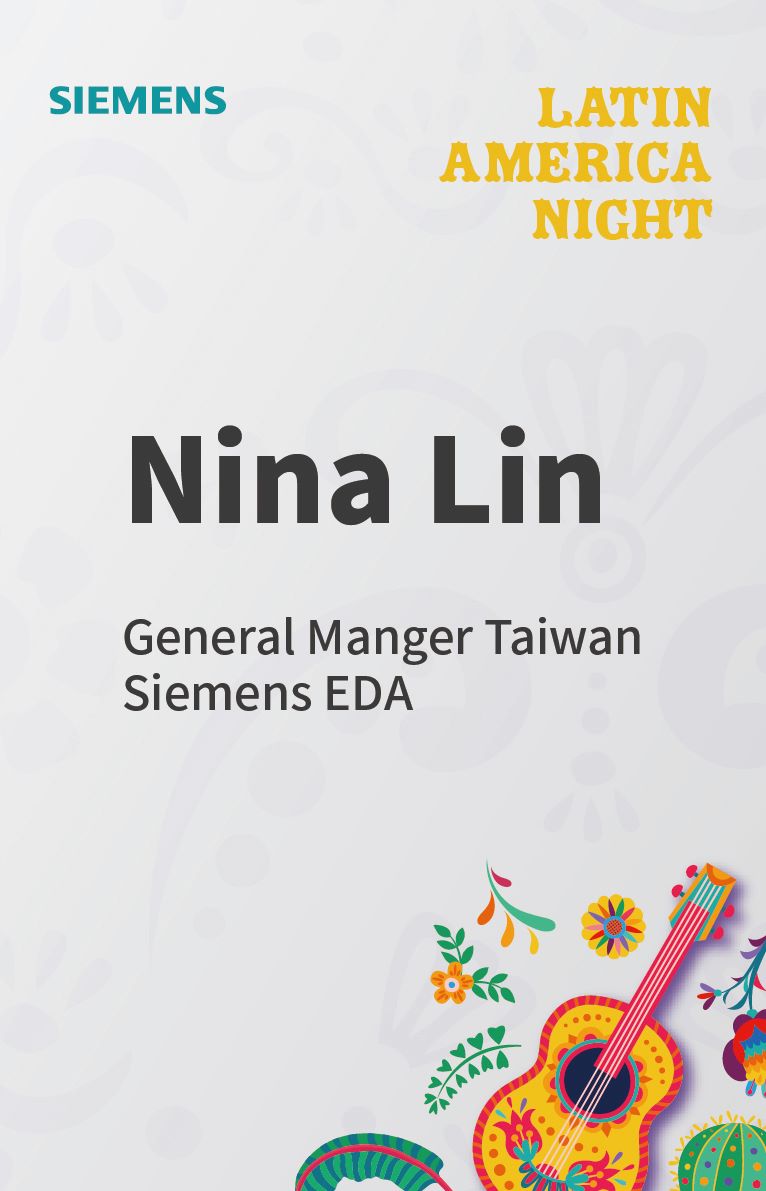 SIEMENS
LATIN
AMERICA
NIGHT
Nina Lin
General Manger Taiwan
Siemens EDA